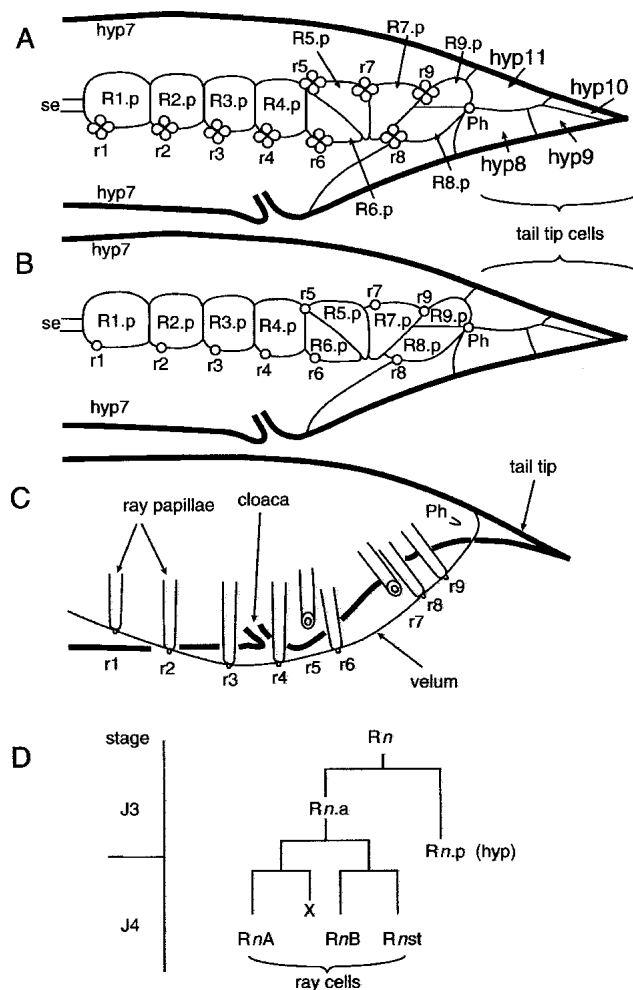 A
hyp7
R5.p
R7.p
R9.p
hyp11
hyp10
r5
r7
r9
se
R1.p
R2.p
R3.p
R4.p
Ph
r1
r2
r3
r4
r6
r8
hyp8
hyp9
R6.p
R8.p
hyp7
tail tip cells
B
hyp7
r5
r7
r9
se
R1.p
R2.p
R3.p
R4.p
R5.p
R7.p
R9.p
R6.p
R8.p
Ph
r1
r2
r3
r4
r6
r8
hyp7
C
ray papillae
cloaca
tail tip
Ph
r1
r2
r3
r4
r5
r6
r7
r8
r9
velum
D
stage
Rn
J3
Rn.a
Rn.p (hyp)
J4
X
RnA
RnB
Rnst
ray cells